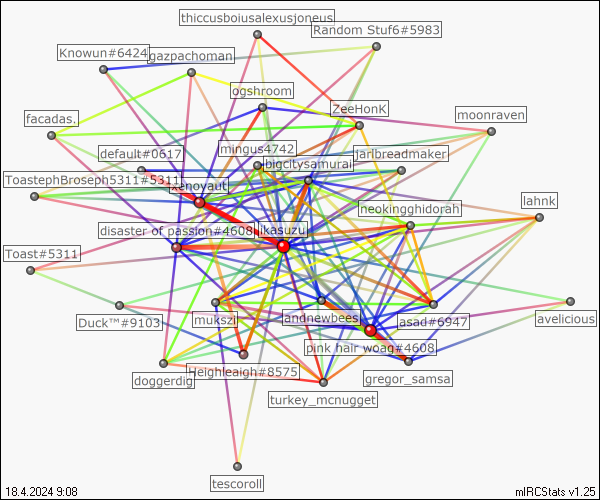 thiccusboiusalexusjoneus
Random Stuf6#5983
Knowun#6424
gazpachoman
ogshroom
ZeeHonK
moonraven
facadas.
default#0617
mingus4742
bigcitysamurai
jarlbreadmaker
ToastephBroseph5311#5311
xenoyaut
lahnk
neokingghidorah
disaster of passion#4608
ikasuzu
Toast#5311
Duck™#9103
mukszi
andnewbees
asad#6947
avelicious
pink hair woag#4608
doggerdig
Heighleaigh#8575
gregor_samsa
turkey_mcnugget
tescoroll
18.4.2024 9:08
mIRCStats v1.25